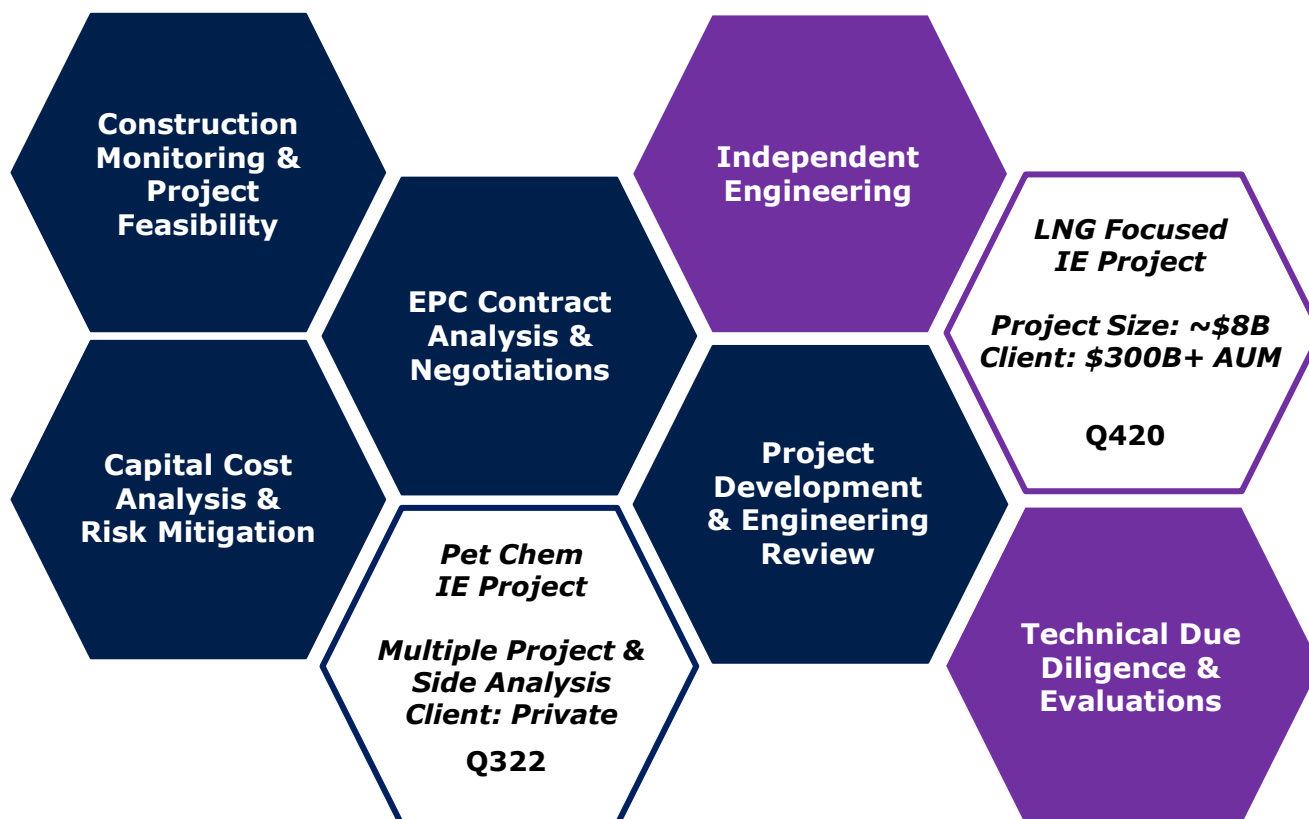 Construction
Monitoring &
Project
Feasibility
Independent
Engineering
EPC Contract
Analysis &
Negotiations
LNG Focused
IE Project
Project Size: ~$8B
Client: $300B+ AUM
Q420
Capital Cost
Analysis &
Risk Mitigation
Project
Development
& Engineering
Review
Pet Chem
IE Project
Multiple Project &
Side Analysis
Client: Private
Q322
Technical Due
Diligence &
Evaluations